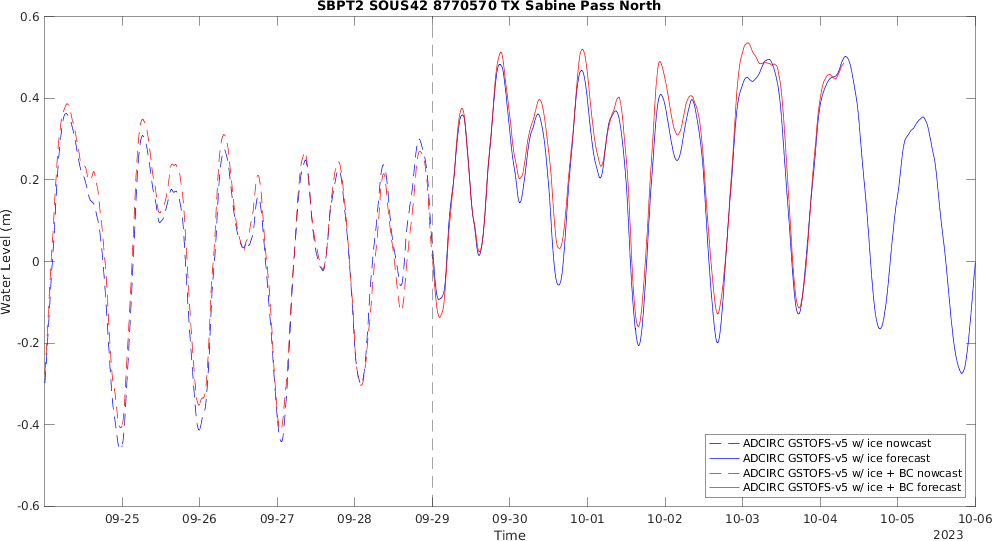 SBPT2 SOUS42 8770570 TX Sabine Pass North
0.6
0.4
0.2
0
-0.2
-0.4
-0.6
Water Level (m)
09-25 09-26 09-27 09-28 09-29 09-30 10-01 10-02 10-03 10-04 10-05 10-06
Time
2023
ADCIRC GSTOFS-v5 w/ ice nowcast
ADCIRC GSTOFS-v5 w/ ice forecast
ADCIRC GSTOFS-v5 w/ ice + BC nowcast
ADCIRC GSTOFS-v5 w/ ice + BC forecast